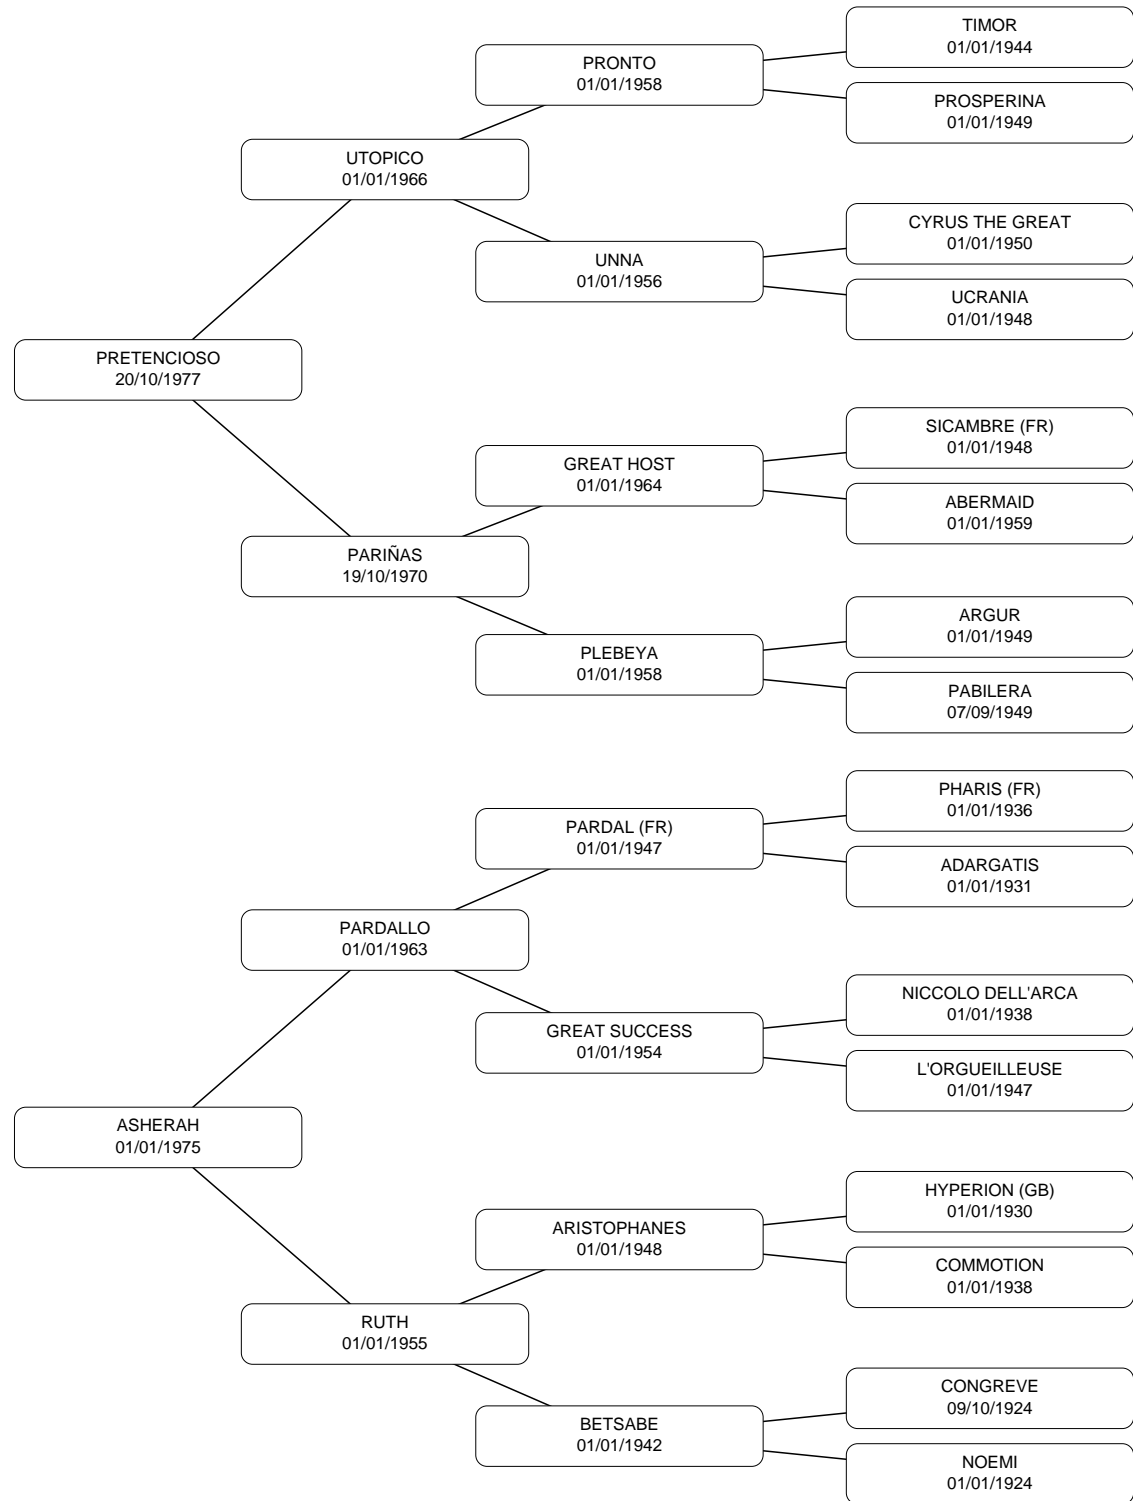 TIMOR
01/01/1944
PRONTO
01/01/1958
PROSPERINA
01/01/1949
UTOPICO
01/01/1966
CYRUS THE GREAT
01/01/1950
UNNA
01/01/1956
UCRANIA
01/01/1948
PRETENCIOSO
20/10/1977
SICAMBRE (FR)
01/01/1948
GREAT HOST
01/01/1964
ABERMAID
01/01/1959
PARIÑAS
19/10/1970
ARGUR
01/01/1949
PLEBEYA
01/01/1958
PABILERA
07/09/1949
PHARIS (FR)
01/01/1936
PARDAL (FR)
01/01/1947
ADARGATIS
01/01/1931
PARDALLO
01/01/1963
NICCOLO DELL'ARCA
01/01/1938
GREAT SUCCESS
01/01/1954
L'ORGUEILLEUSE
01/01/1947
ASHERAH
01/01/1975
HYPERION (GB)
01/01/1930
ARISTOPHANES
01/01/1948
COMMOTION
01/01/1938
RUTH
01/01/1955
CONGREVE
09/10/1924
BETSABE
01/01/1942
NOEMI
01/01/1924